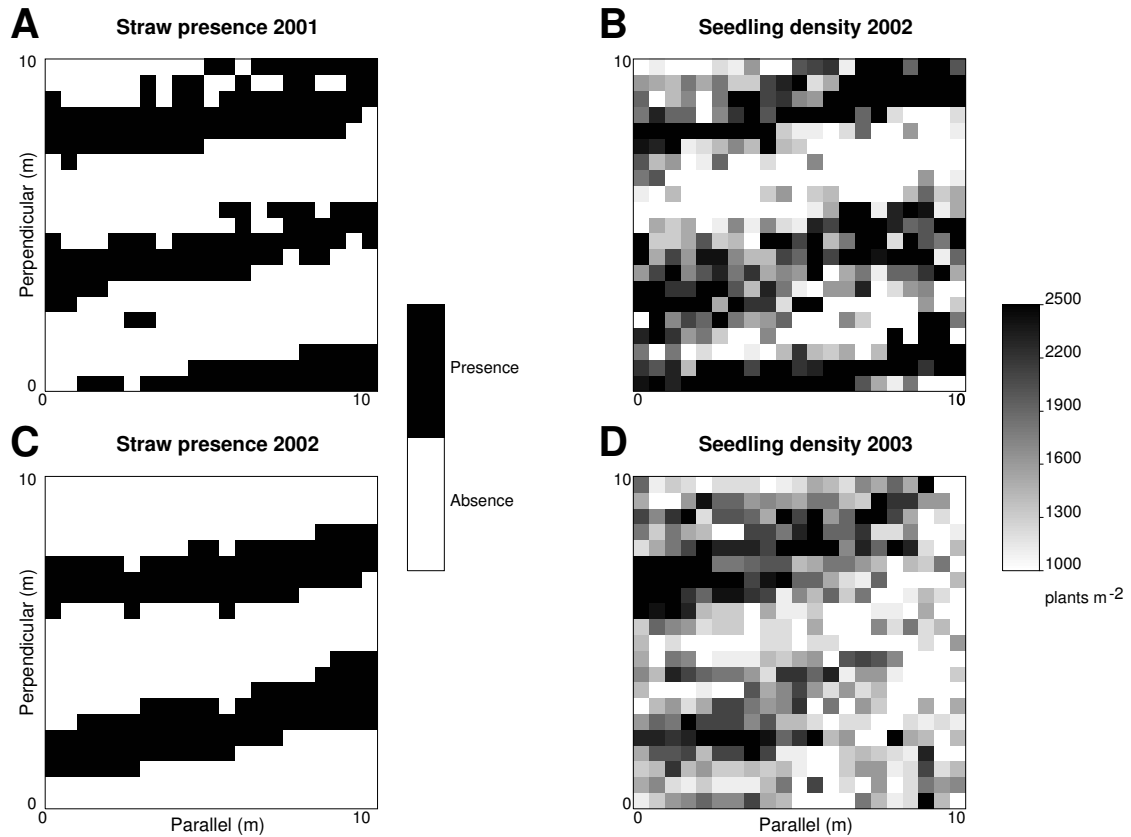 A Straw presence 2001
10
Perpendicular (m)
0
0 10
B Seedling density 2002
10
0
0 10
Presence
Absence
2500
2200
1900
1600
1300
1000
plants m-2
C Straw presence 2002
10
Perpendicular (m)
0
0 Parallel (m) 10
D Seedling density 2003
10
0
0 Parallel (m) 10